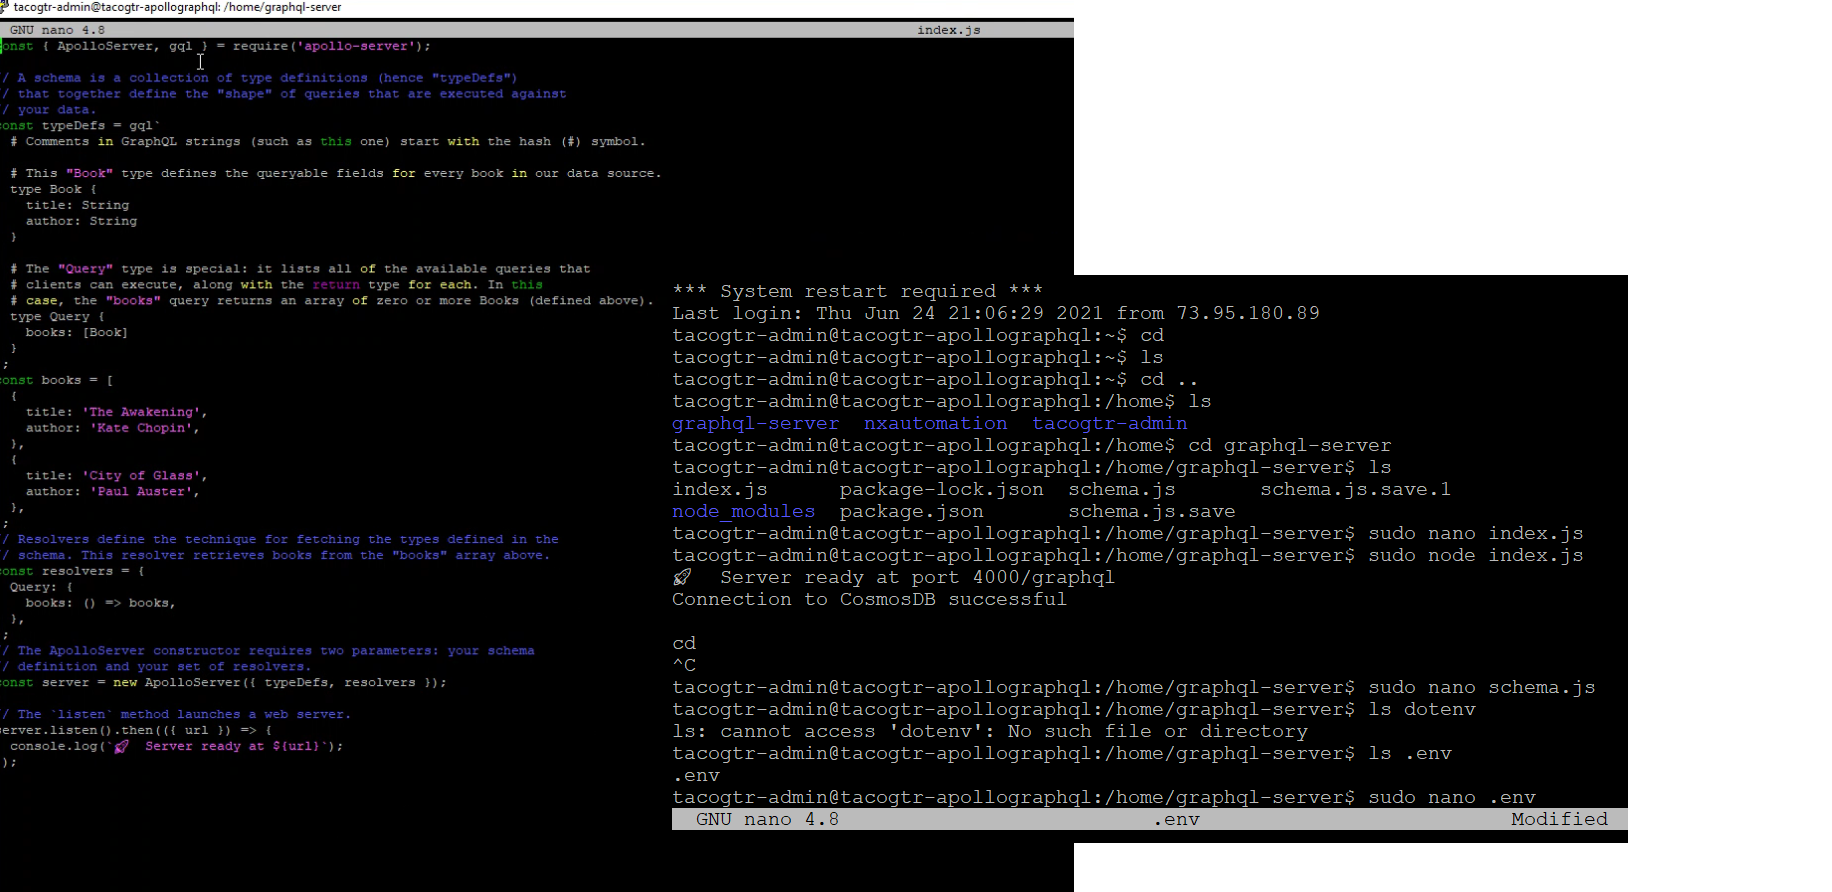 tacogtr-admin@tacogtr-apollographql: /home/graphql-server
GNU nano 4.8 index.js
onst { ApolloServer, gql } = require('apollo-server');
/ A schema is a collection of type definitions (hence "typeDefs")
/ that together define the "shape" of queries that are executed against
/ your data.
onst typeDefs = gql`
# Comments in GraphQL strings (such as this one) start with the hash (#) symbol.
# This "Book" type defines the queryable fields for every book in our data source.
type Book {
title: String
author: String
}
# The "Query" type is special: it lists all of the available queries that
# clients can execute, along with the return type for each. In this
# case, the "books" query returns an array of zero or more Books (defined above).
type Query {
books: [Book]
}
;
onst books = [
{
title: 'The Awakening',
author: 'Kate Chopin',
},
{
title: 'City of Glass',
author: 'Paul Auster',
},
;
/ Resolvers define the technique for fetching the types defined in the
/ schema. This resolver retrieves books from the "books" array above.
onst resolvers = {
Query: {
books: () => books,
},
;
/ The ApolloServer constructor requires two parameters: your schema
/ definition and your set of resolvers.
onst server = new ApolloServer({ typeDefs, resolvers });
/ The `listen` method launches a web server.
server.listen().then(({ url }) => {
console.log(`🚀 Server ready at ${url}`);
);
*** System restart required ***
Last login: Thu Jun 24 21:06:29 2021 from 73.95.180.89
tacogtr-admin@tacogtr-apollographql:~$ cd
tacogtr-admin@tacogtr-apollographql:~$ ls
tacogtr-admin@tacogtr-apollographql:~$ cd ..
tacogtr-admin@tacogtr-apollographql:/home$ ls
graphql-server nxautomation tacogtr-admin
tacogtr-admin@tacogtr-apollographql:/home$ cd graphql-server
tacogtr-admin@tacogtr-apollographql:/home/graphql-server$ ls
index.js package-lock.json schema.js schema.js.save.1
node_modules package.json schema.js.save
tacogtr-admin@tacogtr-apollographql:/home/graphql-server$ sudo nano index.js
tacogtr-admin@tacogtr-apollographql:/home/graphql-server$ sudo node index.js
🚀 Server ready at port 4000/graphql
Connection to CosmosDB successful
cd
^C
tacogtr-admin@tacogtr-apollographql:/home/graphql-server$ sudo nano schema.js
tacogtr-admin@tacogtr-apollographql:/home/graphql-server$ ls dotenv
ls: cannot access 'dotenv': No such file or directory
tacogtr-admin@tacogtr-apollographql:/home/graphql-server$ ls .env
.env
tacogtr-admin@tacogtr-apollographql:/home/graphql-server$ sudo nano .env
GNU nano 4.8 .env Modified